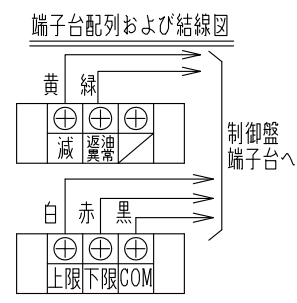 端子台配列および結線図
黄 緑
減 返油異常
制御盤
端子台へ
白 赤 黒
上限 下限 COM